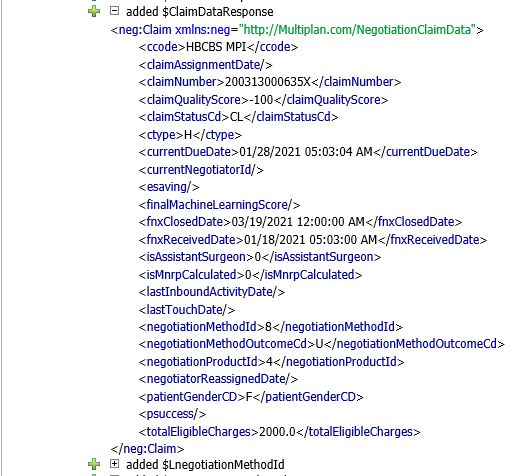 added $ClaimDataResponse
<neg:Claim xmlns:neg="http://Multiplan.com/NegotiationClaimData">
<ccode>HBCBS MPI</ccode>
<claimAssignmentDate/>
<claimNumber>200313000635X</claimNumber>
<claimQualityScore>-100</claimQualityScore>
<claimStatusCd>CL</claimStatusCd>
<ctype>H</ctype>
<currentDueDate>01/28/2021 05:03:04 AM</currentDueDate>
<currentNegotiatorId/>
<esaving/>
<finalMachineLearningScore/>
<fnxClosedDate>03/19/2021 12:00:00 AM</fnxClosedDate>
<fnxReceivedDate>01/18/2021 05:03:00 AM</fnxReceivedDate>
<isAssistantSurgeon>0</isAssistantSurgeon>
<isMnrpCalculated>0</isMnrpCalculated>
<lastInboundActivityDate/>
<lastTouchDate/>
<negotiationMethodId>8</negotiationMethodId>
<negotiationMethodOutcomeCd>U</negotiationMethodOutcomeCd>
<negotiationProductId>4</negotiationProductId>
<negotiatorReassignedDate/>
<patientGenderCD>F</patientGenderCD>
<psuccess/>
<totalEligibleCharges>2000.0</totalEligibleCharges>
</neg:Claim>
added $LnegotiationMethodId